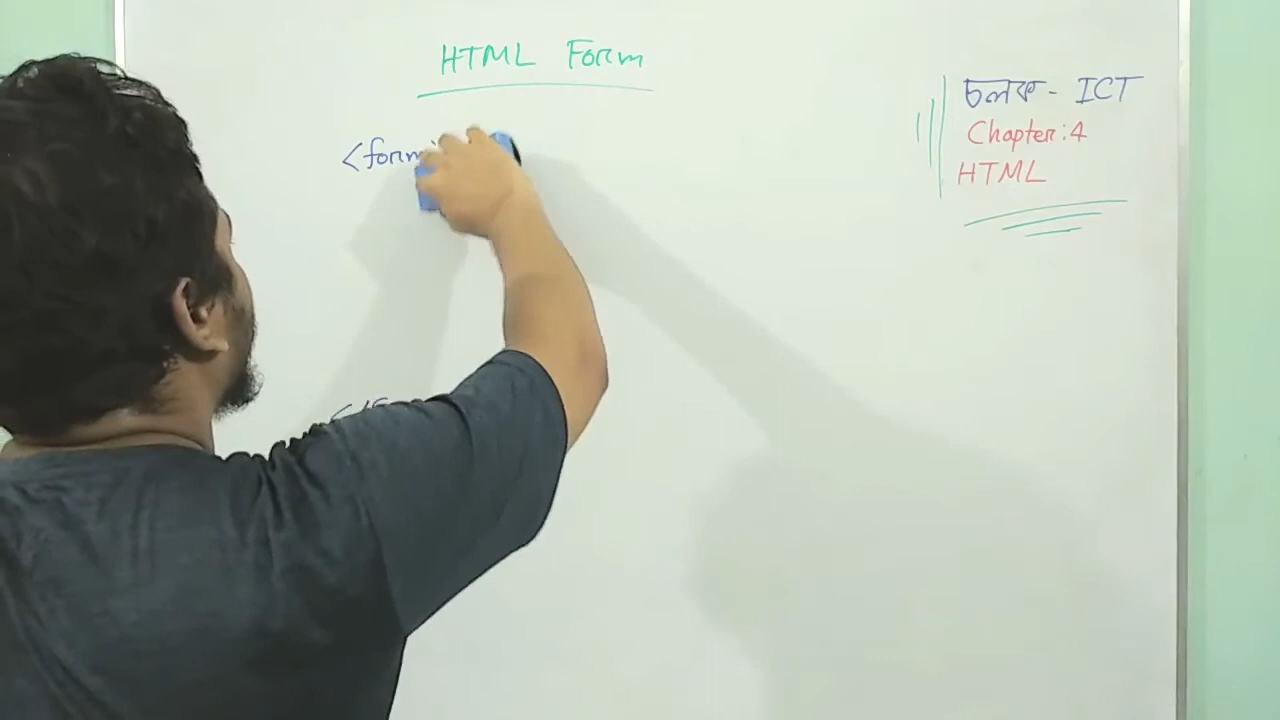 HTML Form
<form
চলক - ICT
Chapter: 4
HTML